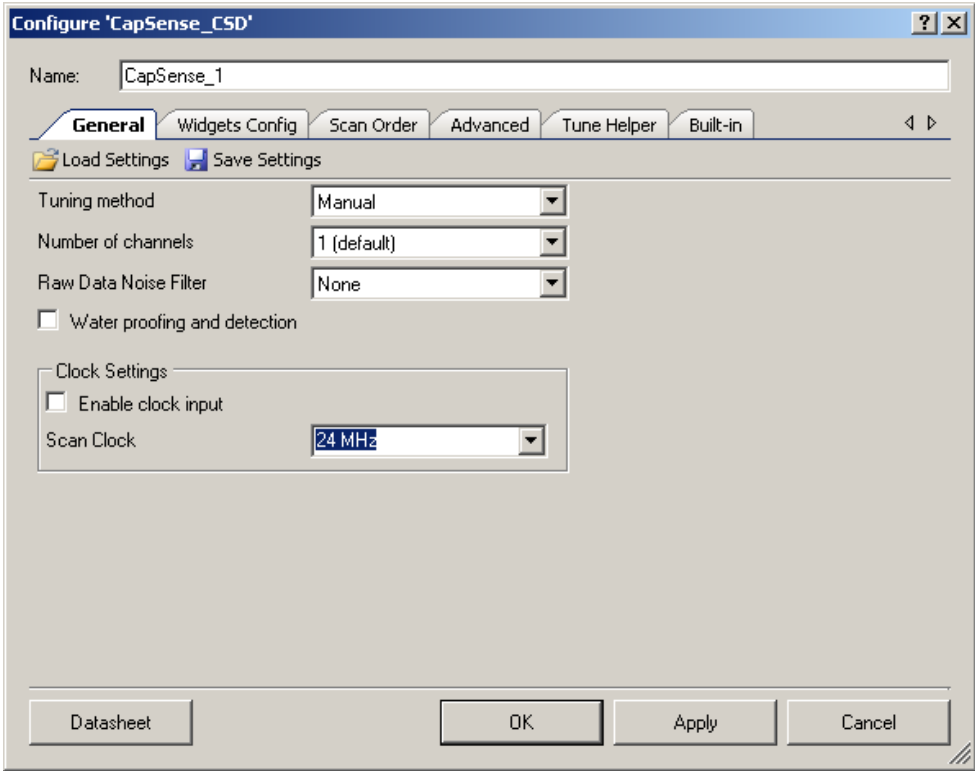 Configure 'CapSense_CSD'
Name: CapSense_1
General Widgets Config Scan Order Advanced Tune Helper Built-in
Load Settings Save Settings
Tuning method Manual
Number of channels 1 (default)
Raw Data Noise Filter None
Water proofing and detection
Clock Settings
Enable clock input
Scan Clock 24 MHz
Datasheet OK Apply Cancel